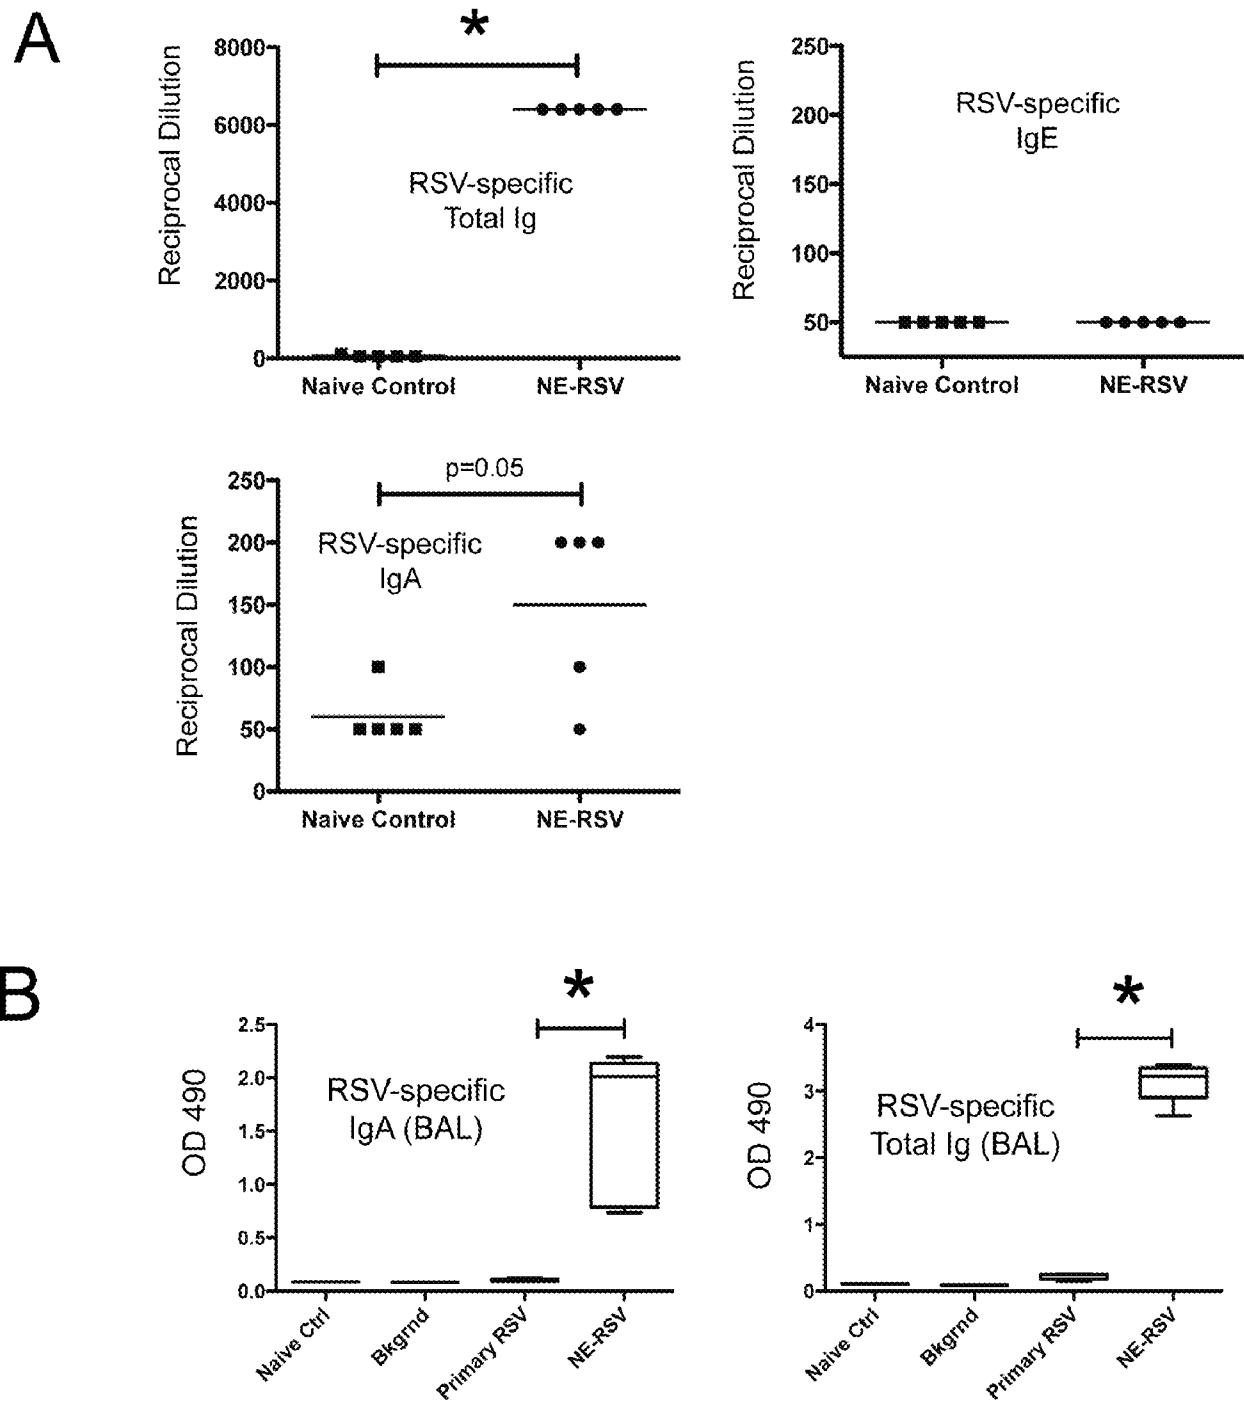 A
*
8000
6000
4000
2000
0
Reciprocal Dilution
RSV-specific
Total Ig
Naive Control
NE-RSV
250
200
150
100
50
Reciprocal Dilution
RSV-specific
IgE
Naive Control
NE-RSV
p=0.05
250
200
150
100
50
0
Reciprocal Dilution
RSV-specific
IgA
Naive Control
NE-RSV
B
*
2.5
2.0
1.5
1.0
0.5
0.0
OD 490
RSV-specific
IgA (BAL)
Naive Ctrl
Bkgrnd
Primary RSV
NE-RSV
*
4
3
2
1
0
OD 490
RSV-specific
Total Ig (BAL)
Naive Ctrl
Bkgrnd
Primary RSV
NE-RSV